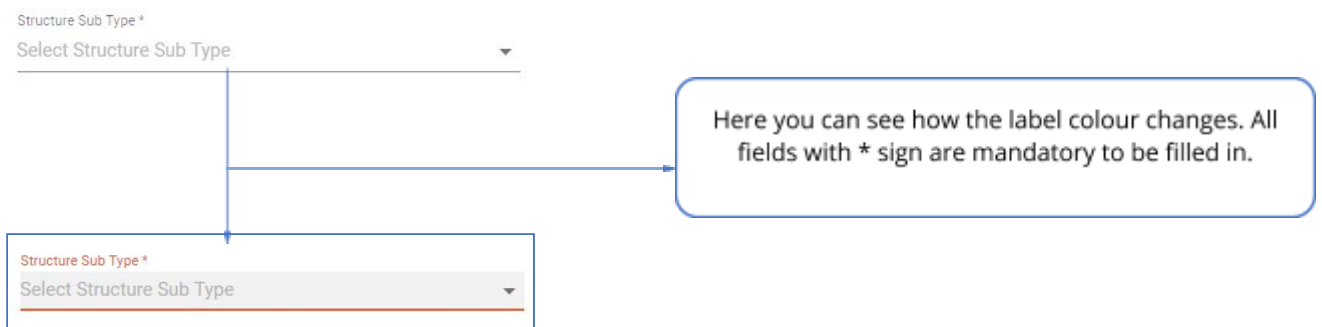 Structure Sub Type *
Select Structure Sub Type
Here you can see how the label colour changes. All
fields with * sign are mandatory to be filled in.
Structure Sub Type *
Select Structure Sub Type